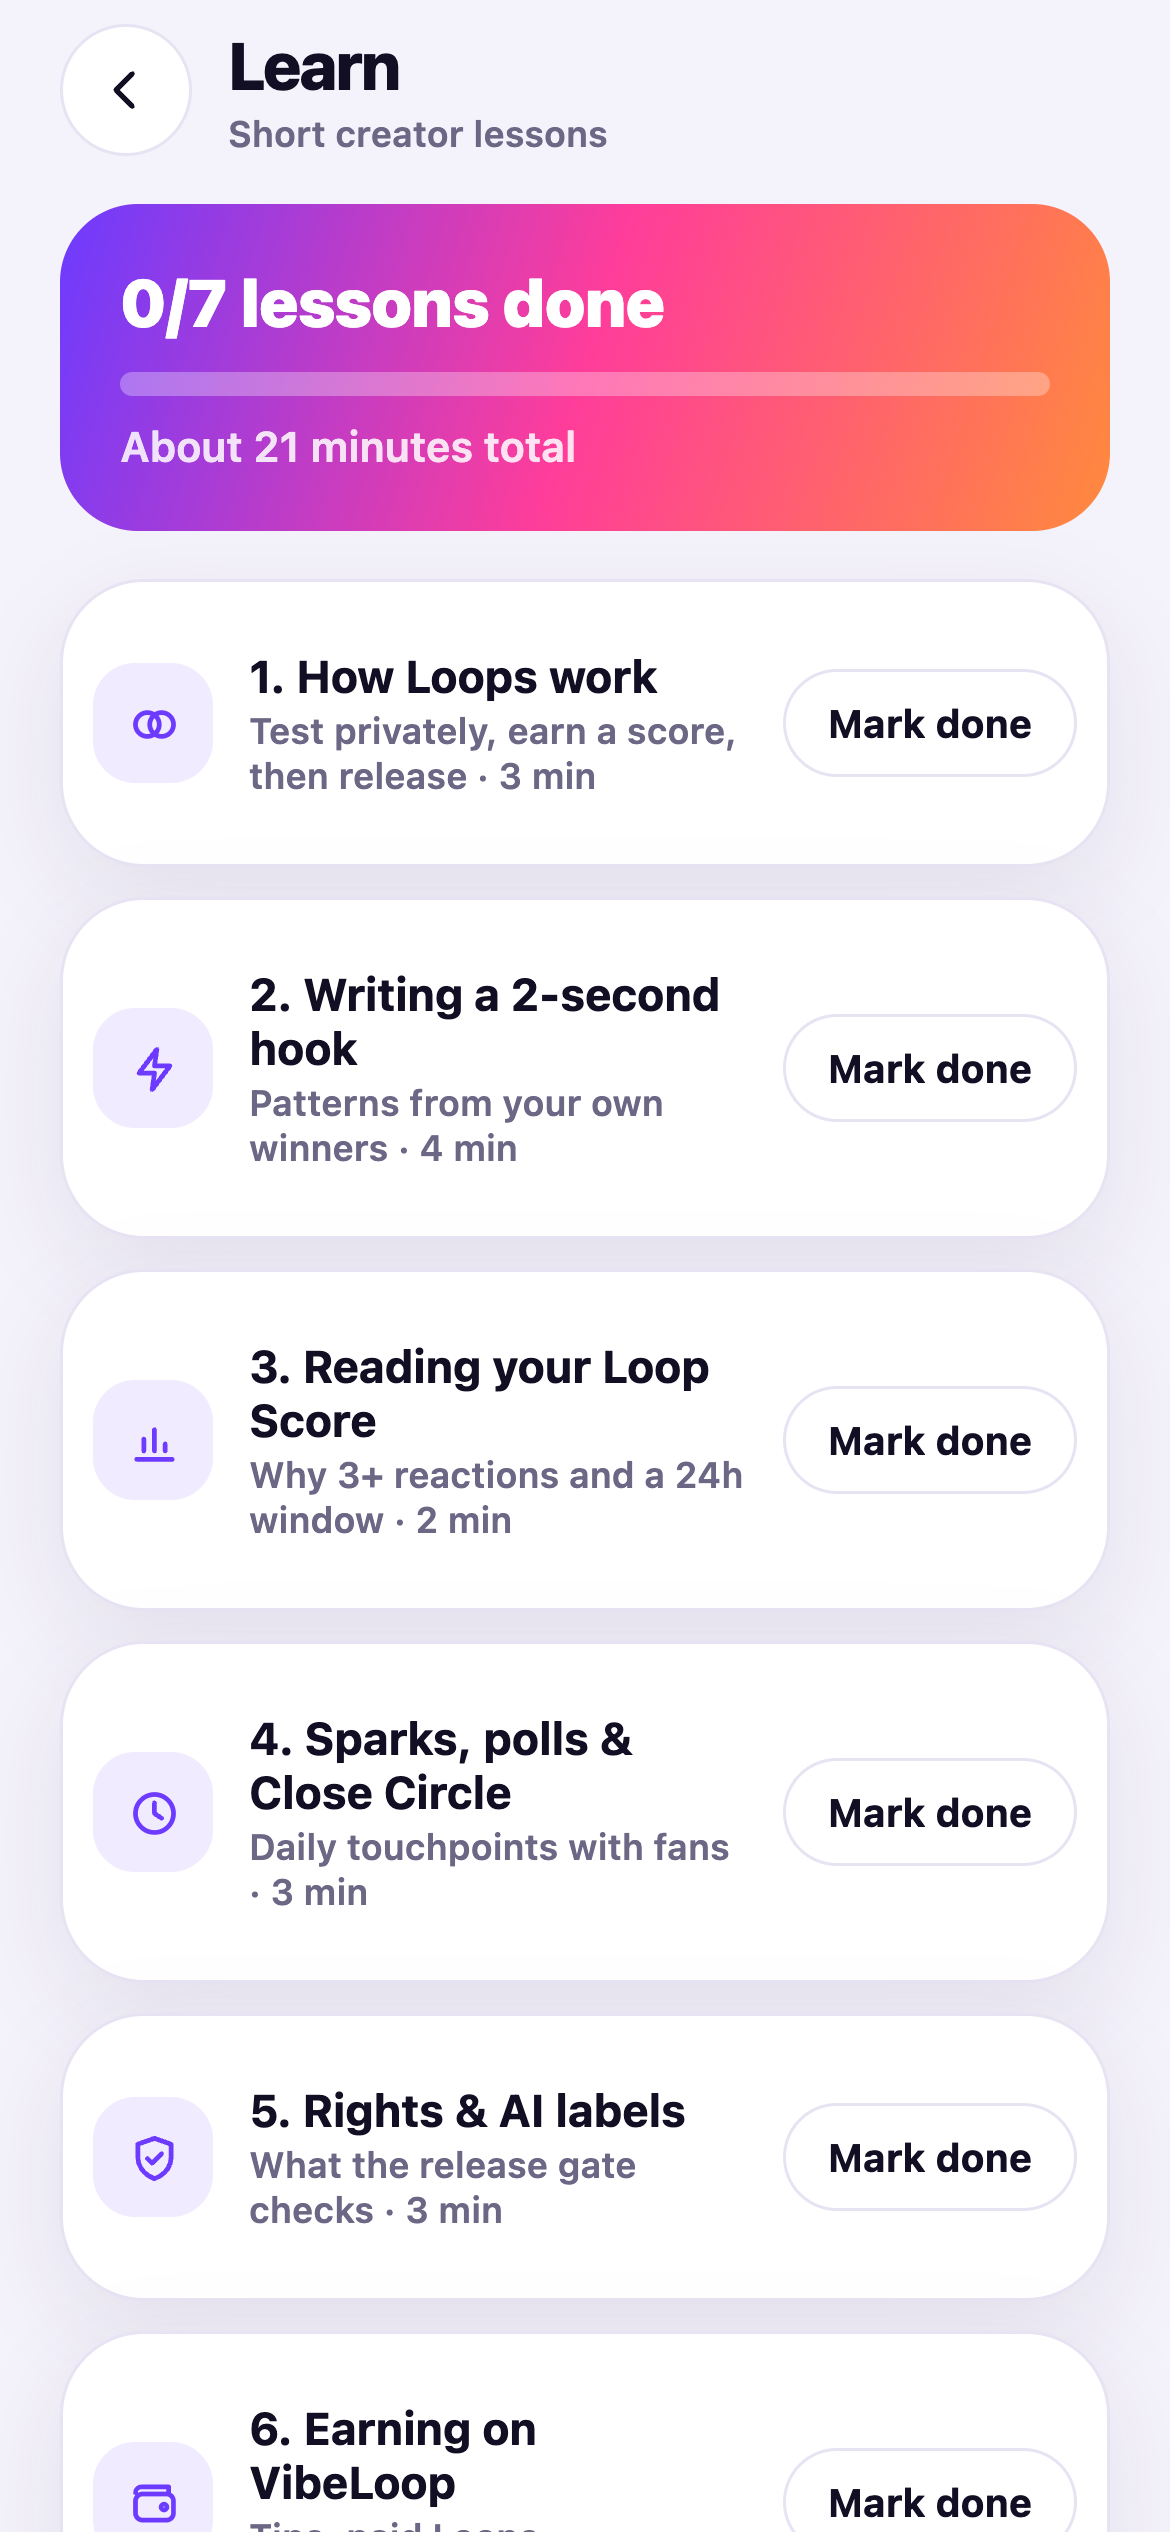 Learn
Short creator lessons
0/7 lessons done
About 21 minutes total
1. How Loops work
Test privately, earn a score,
then release · 3 min
Mark done
2. Writing a 2-second
hook
Patterns from your own
winners · 4 min
Mark done
3. Reading your Loop
Score
Why 3+ reactions and a 24h
window · 2 min
Mark done
4. Sparks, polls &
Close Circle
Daily touchpoints with fans
· 3 min
Mark done
5. Rights & AI labels
What the release gate
checks · 3 min
Mark done
6. Earning on
VibeLoop
Mark done